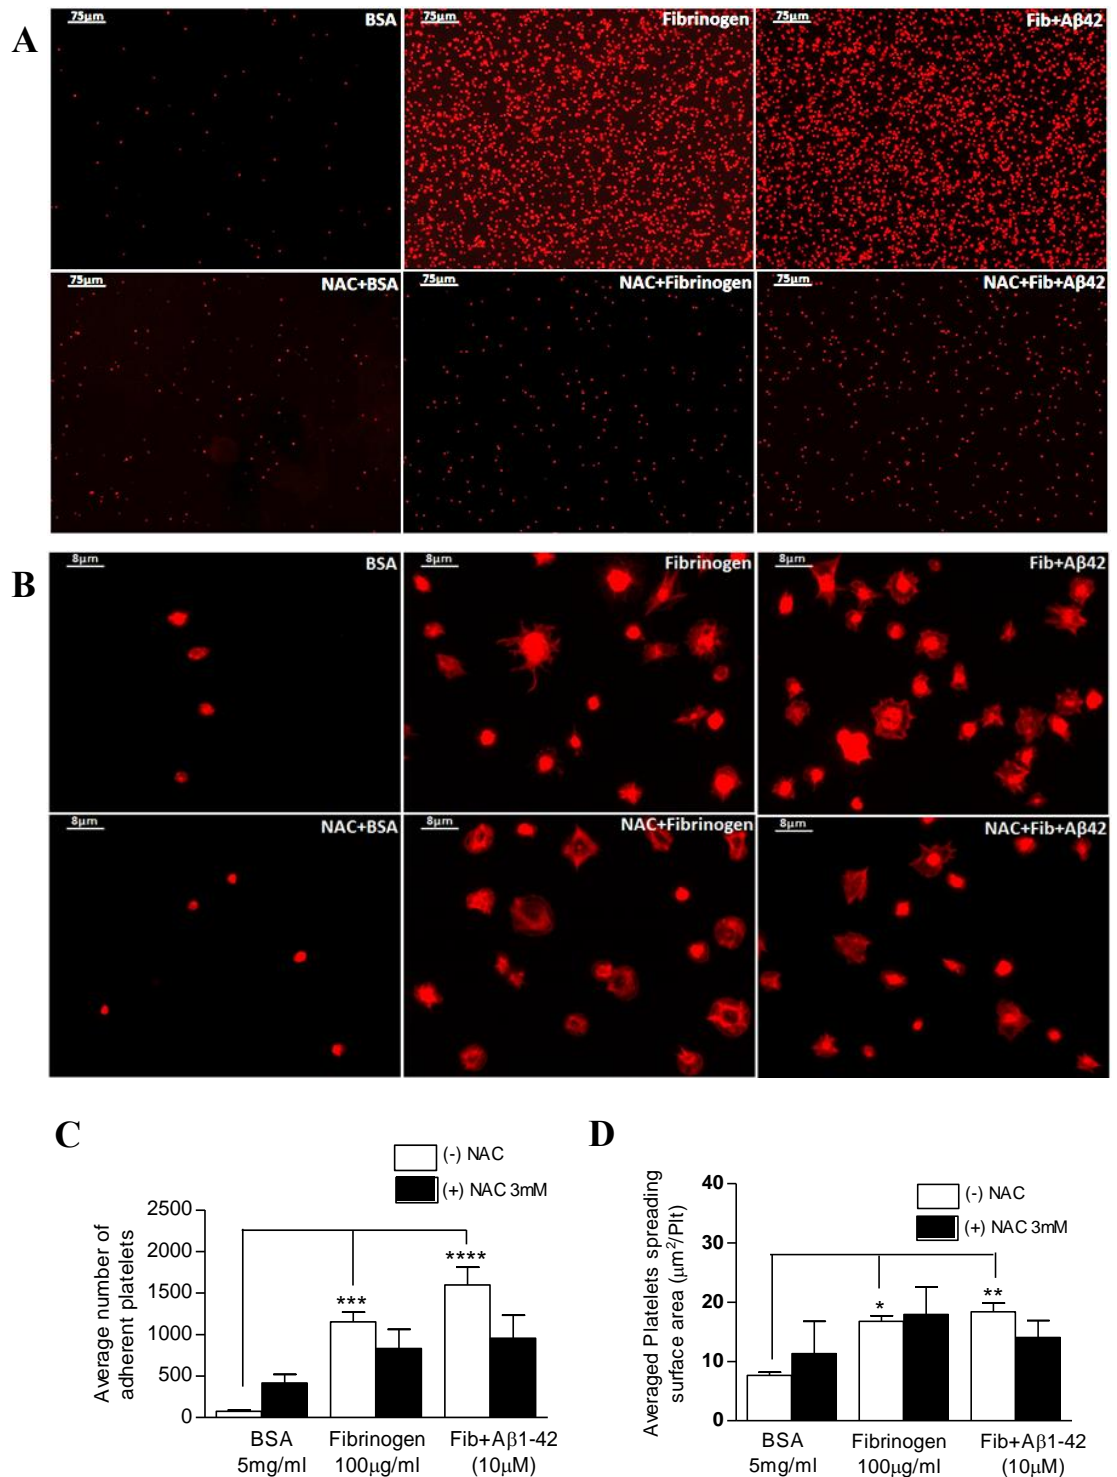 A
75μm BSA
75μm Fibrinogen
75μm Fib+Aβ42
75μm NAC+BSA
75μm NAC+Fibrinogen
75μm NAC+Fib+Aβ42
B
8μm BSA
8μm Fibrinogen
8μm Fib+Aβ42
8μm NAC+BSA
8μm NAC+Fibrinogen
8μm NAC+Fib+Aβ42
C
(-) NAC
(+) NAC 3mM
Average number of
adherent platelets
2500
2000
1500
1000
500
0
***
****
BSA
5mg/ml
Fibrinogen
100μg/ml
Fib+Aβ1-42
(10μM)
D
(-) NAC
(+) NAC 3mM
Averaged Platelets spreading
surface area (μm²/Plt)
40
30
20
10
0
*
**
BSA
5mg/ml
Fibrinogen
100μg/ml
Fib+Aβ1-42
(10μM)